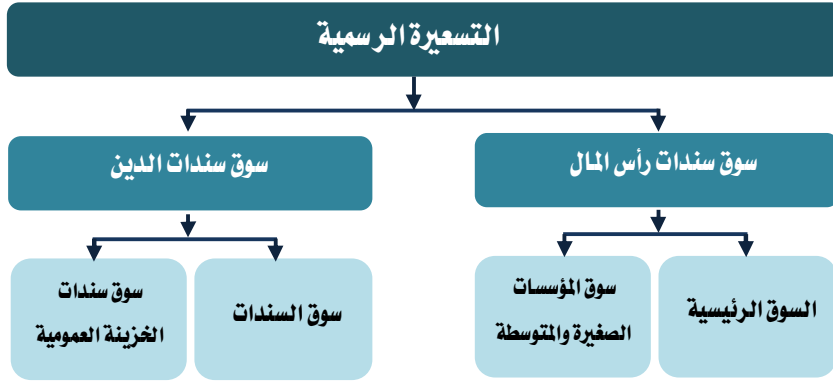 التسعيرة الرسمية
سوق سندات رأس المال
سوق سندات الدين
السوق الرئيسية
سوق المؤسسات
الصغيرة والمتوسطة
سوق السندات
سوق سندات
الخزينة العمومية